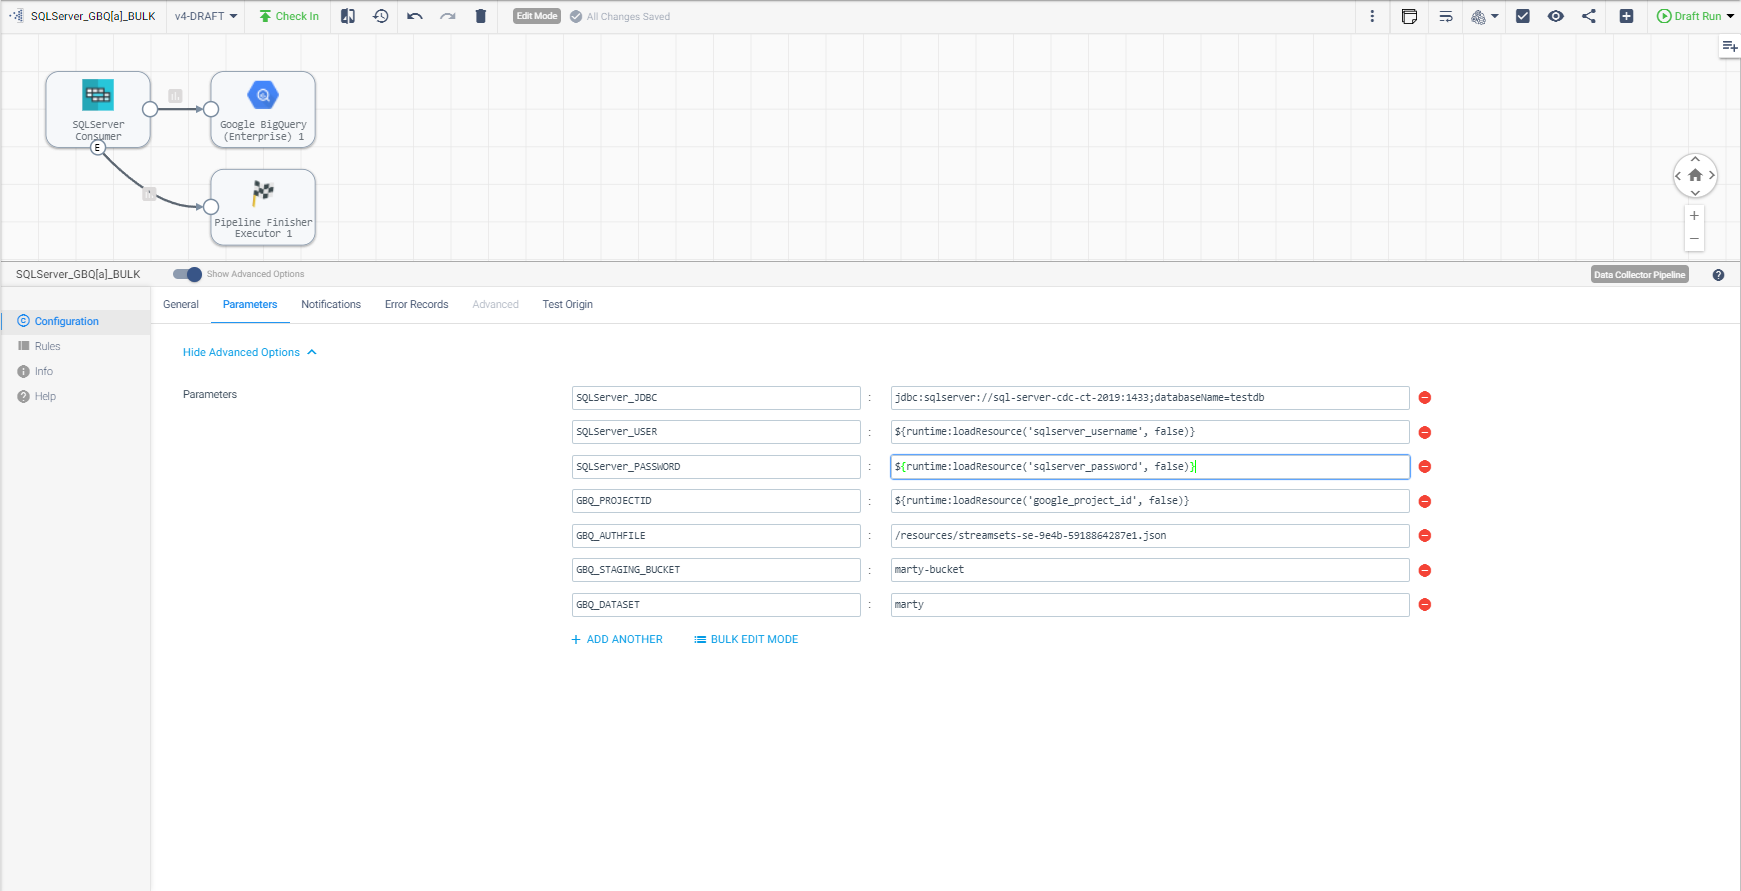 SQLServer_GBQ[a]_BULK
v4-DRAFT
Check In
Edit Mode
All Changes Saved
Draft Run
SQLServer
Consumer
E
Google BigQuery
(Enterprise) 1
Pipeline Finisher
Executor 1
SQLServer_GBQ[a]_BULK
Show Advanced Options
Data Collector Pipeline
Configuration
Rules
Info
Help
General Parameters Notifications Error Records Advanced Test Origin
Hide Advanced Options
Parameters
SQLServer_JDBC : jdbc:sqlserver://sql-server-cdc-ct-2019:1433;databaseName=testdb
SQLServer_USER : ${runtime:loadResource('sqlserver_username', false)}
SQLServer_PASSWORD : ${runtime:loadResource('sqlserver_password', false)}
GBQ_PROJECTID : ${runtime:loadResource('google_project_id', false)}
GBQ_AUTHFILE : /resources/streamsets-se-9e4b-5918864287e1.json
GBQ_STAGING_BUCKET : marty-bucket
GBQ_DATASET : marty
+ ADD ANOTHER
BULK EDIT MODE